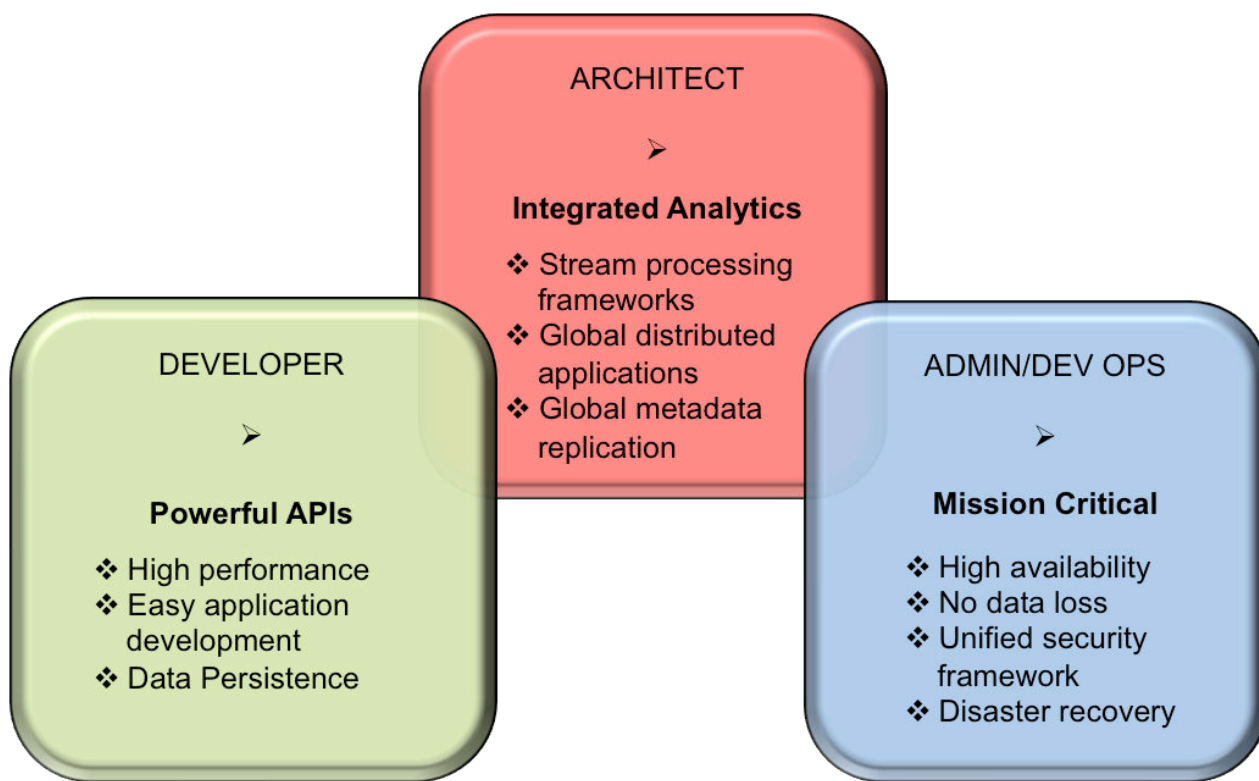 ARCHITECT
➢
Integrated Analytics
❖ Stream processing
frameworks
❖ Global distributed
applications
❖ Global metadada
replication
DEVELOPER
➢
Powerful APIs
❖ High performance
❖ Easy application
development
❖ Data Persistence
ADMIN/DEV OPS
➢
Mission Critical
❖ High availability
❖ No data loss
❖ Unified security
framework
❖ Disaster recovery